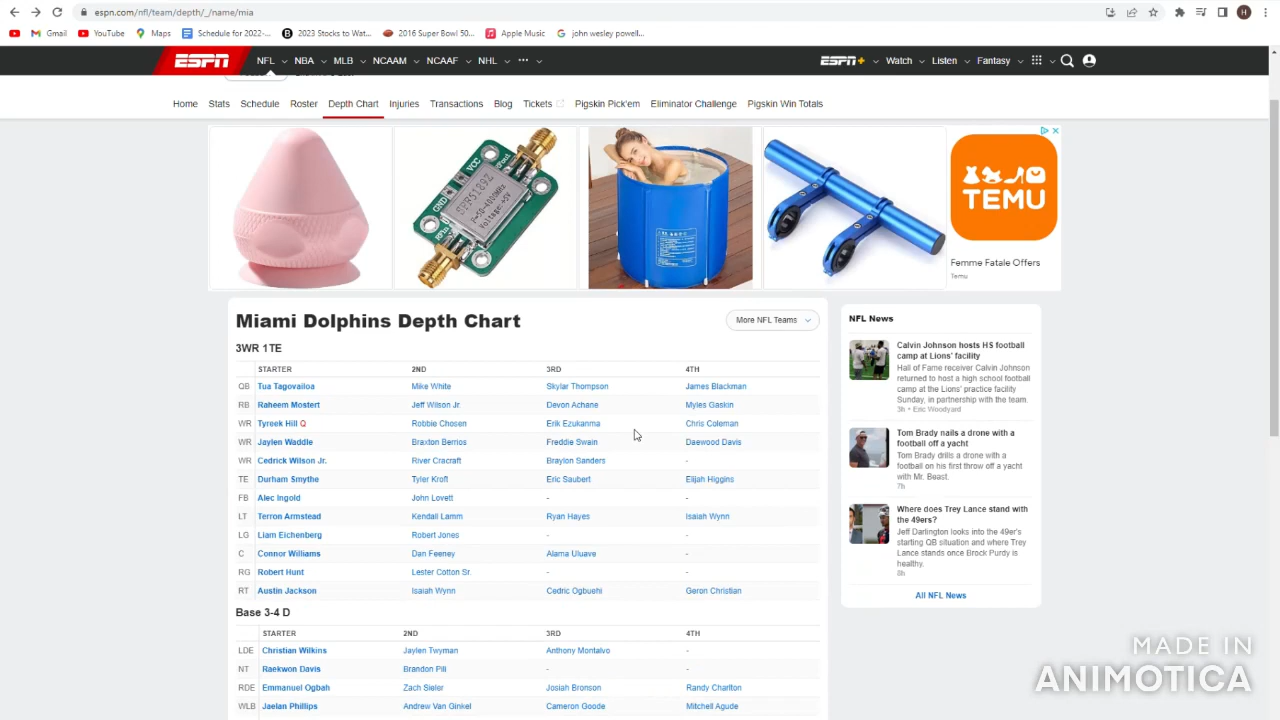 espn.com/nfl/team/depth/_/name/mia
H
Gmail YouTube Maps Schedule for 2022-... 2023 Stocks to Wat... 2016 Super Bowl 50... Apple Music john wesley powell...
ESPN NFL NBA MLB NCAAM NCAAF NHL ESPN+ Watch Listen Fantasy
Home Stats Schedule Roster Depth Chart Injuries Transactions Blog Tickets Pigskin Pick'em Eliminator Challenge Pigskin Win Totals
VCC
GND
TEMU
Femme Fatale Offers
Temu
Miami Dolphins Depth Chart
More NFL Teams
3WR 1TE
STARTER 2ND 3RD 4TH
QB Tua Tagovailoa Mike White Skylar Thompson James Blackman
RB Raheem Mostert Jeff Wilson Jr. Devon Achane Myles Gaskin
WR Tyreek Hill Q Robbie Chosen Erik Ezukanma Chris Coleman
WR Jaylen Waddle Braxton Berrios Freddie Swain Daewood Davis
WR Cedrick Wilson Jr. River Cracraft Braylon Sanders -
TE Durham Smythe Tyler Kroft Eric Saubert Elijah Higgins
FB Alec Ingold John Lovett - -
LT Terron Armstead Kendall Lamm Ryan Hayes Isaiah Wynn
LG Liam Eichenberg Robert Jones - -
C Connor Williams Dan Feeney Alama Uluave -
RG Robert Hunt Lester Cotton Sr. - -
RT Austin Jackson Isaiah Wynn Cedric Ogbuehi Geron Christian
Base 3-4 D
STARTER 2ND 3RD 4TH
LDE Christian Wilkins Jaylen Twyman Anthony Montalvo -
NT Raekwon Davis Brandon Pili - -
RDE Emmanuel Ogbah Zach Sieler Josiah Bronson Randy Charlton
WLB Jaelan Phillips Andrew Van Ginkel Cameron Goode Mitchell Agude
NFL News
Calvin Johnson hosts HS football
camp at Lions' facility
Hall of Fame receiver Calvin Johnson
returned to host a high school football
camp at the Lions' practice facility
Sunday, in partnership with the team.
3h • Eric Woodyard
Tom Brady nails a drone with a
football off a yacht
Tom Brady drills a drone with a
football on his first throw off a yacht
with Mr. Beast.
7h
Where does Trey Lance stand with
the 49ers?
Jeff Darlington looks into the 49er's
starting QB situation and where Trey
Lance stands once Brock Purdy is
healthy.
8h
All NFL News
MADE IN
ANIMOTICA